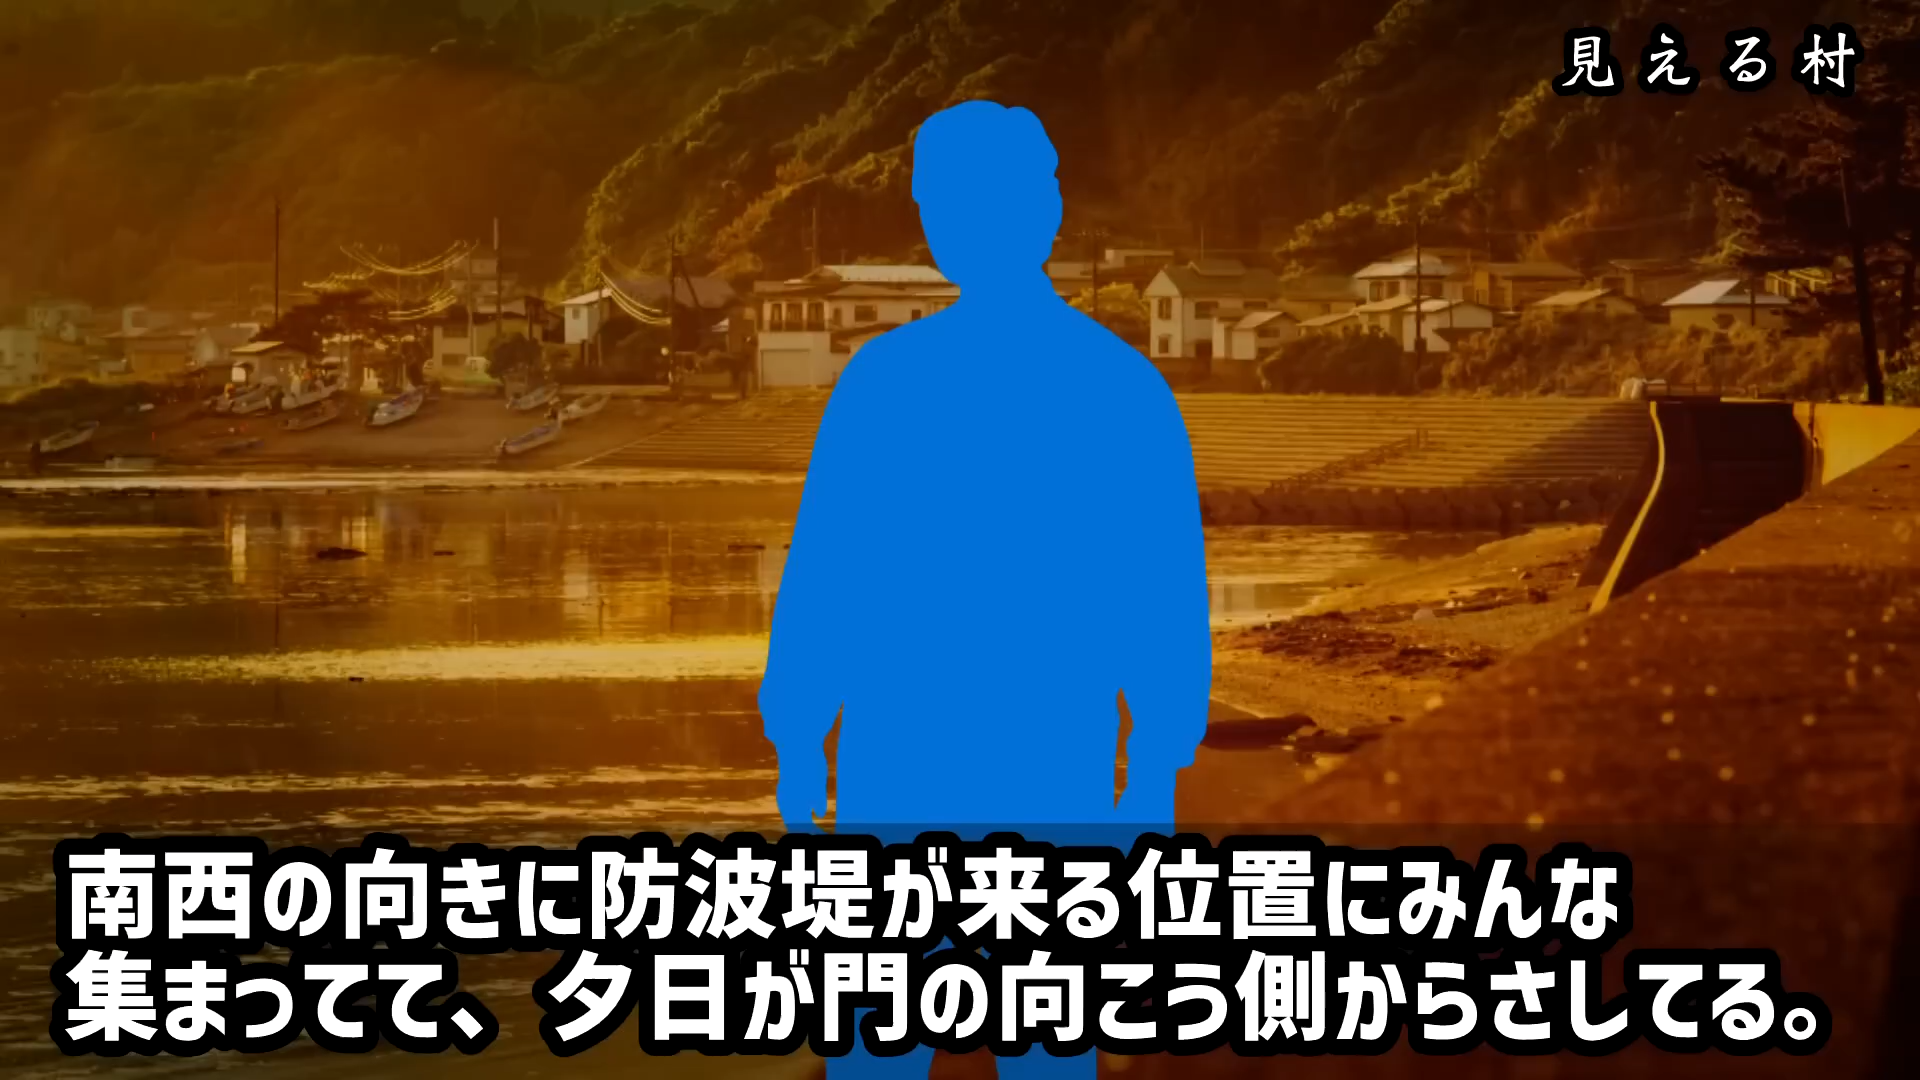 見える村
南西の向きに防波堤が来る位置にみんな
集まってて、夕日が門の向こう側からさしてる。